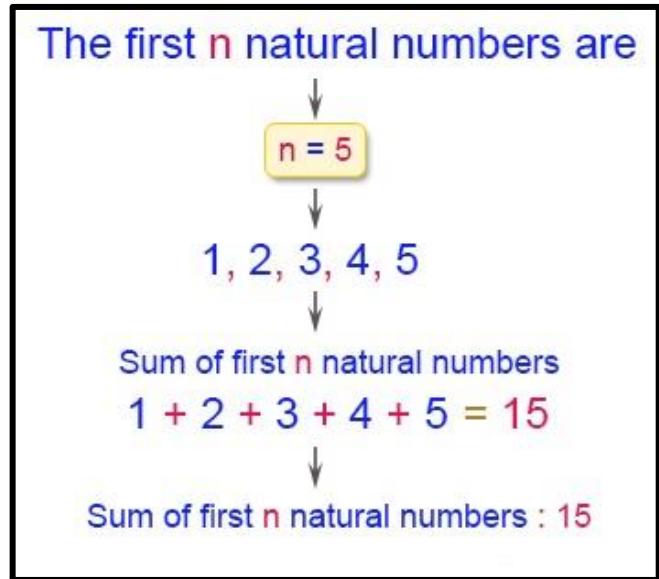 The first n natural numbers are
n = 5
1, 2, 3, 4, 5
Sum of first n natural numbers
1 + 2 + 3 + 4 + 5 = 15
Sum of first n natural numbers : 15